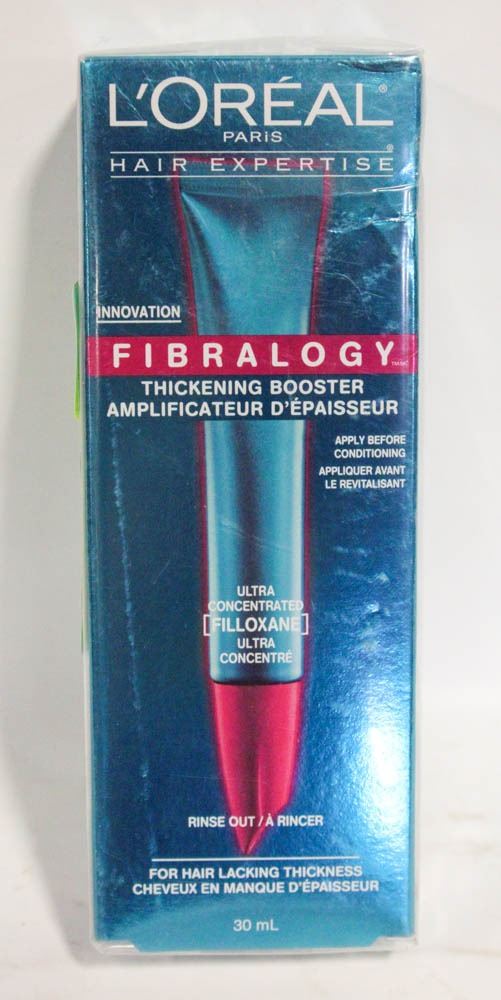 L'ORÉAL®
PARIS
HAIR EXPERTISE®
INNOVATION
FIBRALOGY
THICKENING BOOSTER
AMPLIFICATEUR D'ÉPAISSEUR
APPLY BEFORE
CONDITIONING
APPLIQUER AVANT
LE REVITALISANT
ULTRA
CONCENTRATED
[FILLOXANE]
ULTRA
CONCENTRÉ
RINSE OUT / À RINCER
FOR HAIR LACKING THICKNESS
CHEVEUX EN MANQUE D'ÉPAISSEUR
30 mL